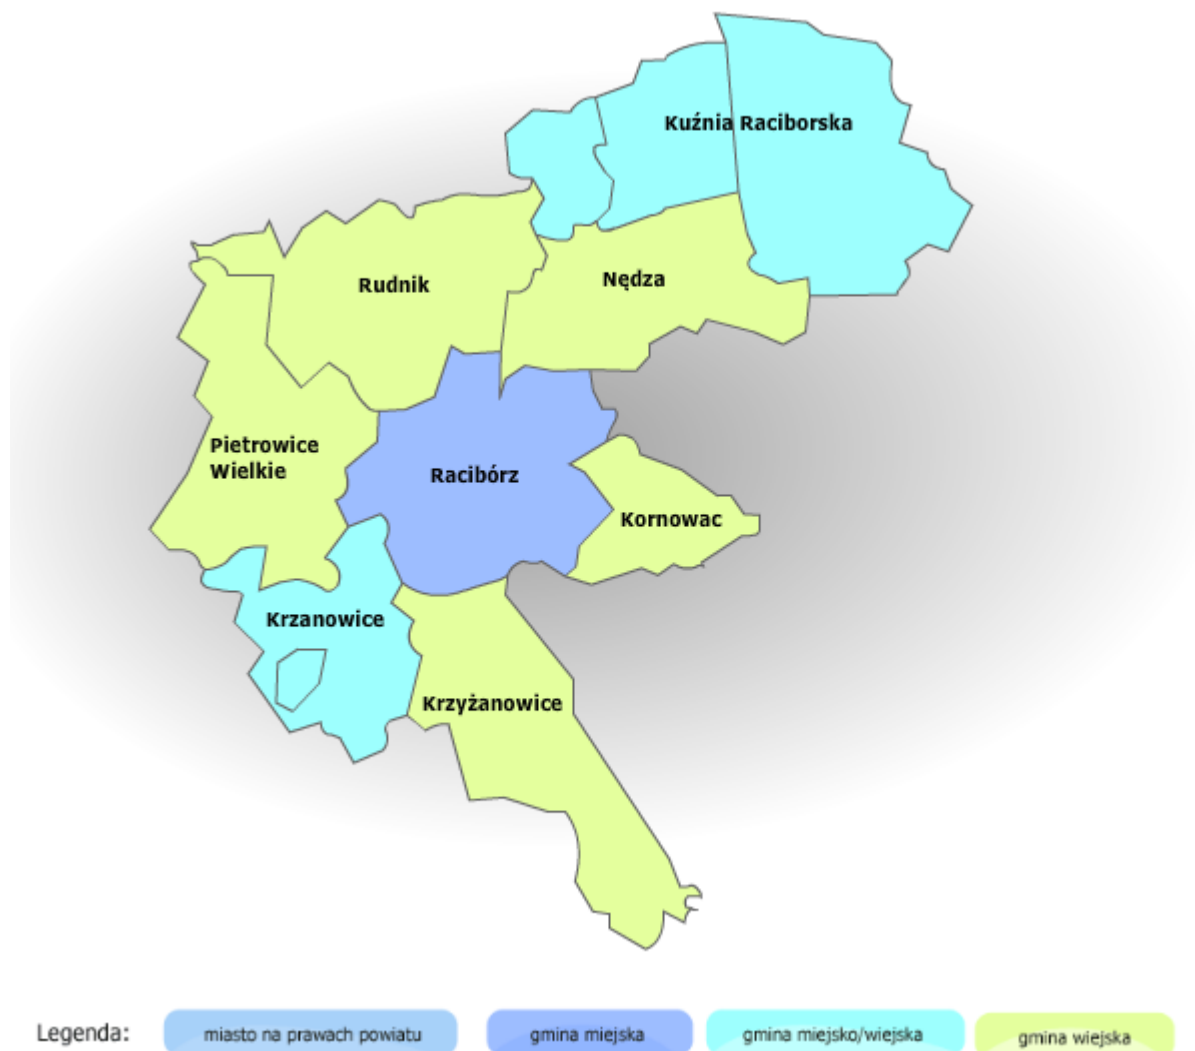 Kuźnia Raciborska
Rudnik
Nędza
Pietrowice
Wielkie
Racibórz
Kornowac
Krzanowice
Krzyżanowice
Legenda: miasto na prawach powiatu gmina miejska gmina miejsko/wiejska gmina wiejska